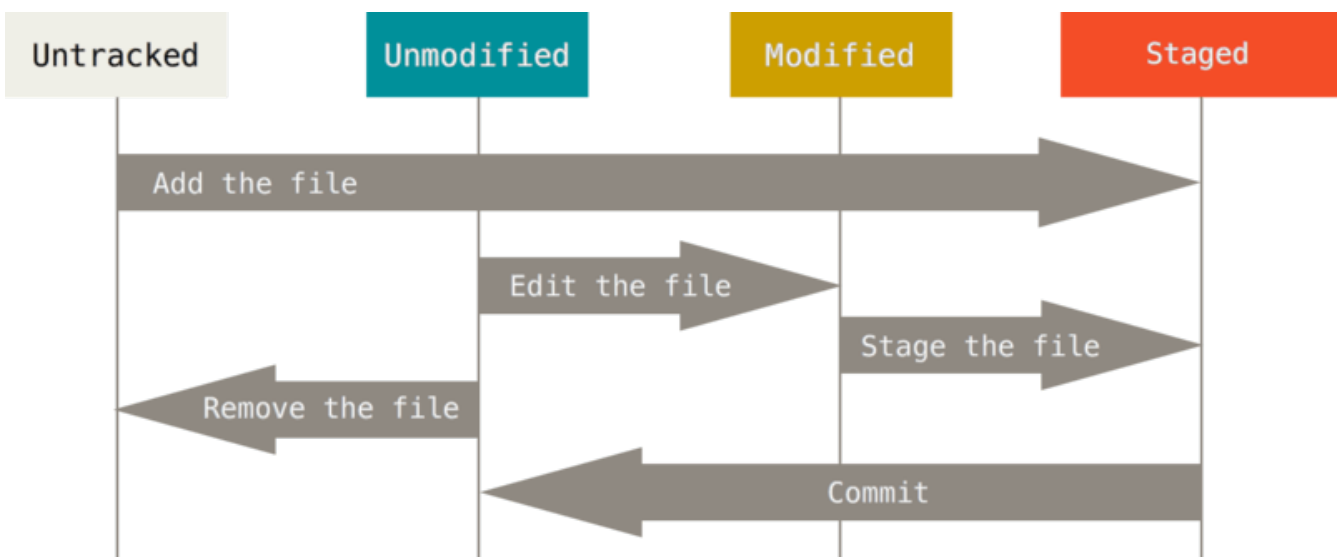 Untracked
Unmodified
Modified
Staged
Add the file
Edit the file
Stage the file
Remove the file
Commit